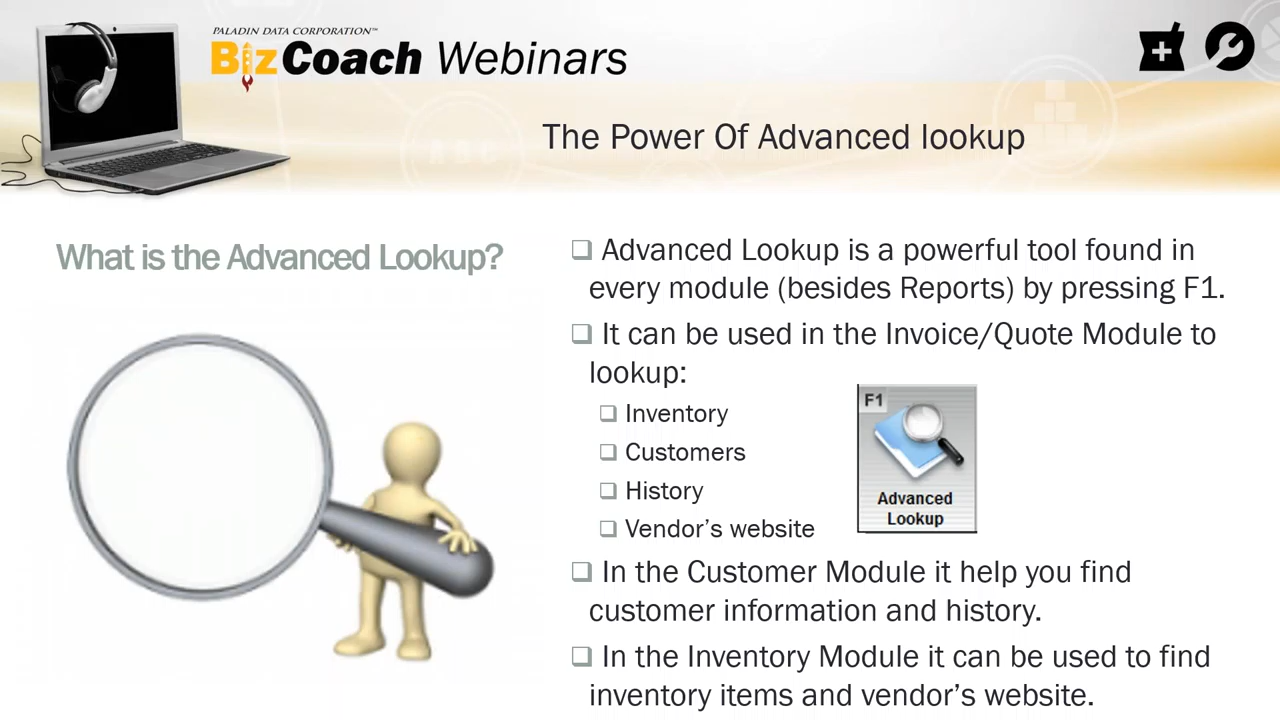 PALADIN DATA CORPORATION™
BizCoach Webinars
The Power Of Advanced lookup
What is the Advanced Lookup?
❑ Advanced Lookup is a powerful tool found in
every module (besides Reports) by pressing F1.
❑ It can be used in the Invoice/Quote Module to
lookup:
❑ Inventory
❑ Customers
❑ History
❑ Vendor's website
F1
Advanced
Lookup
❑ In the Customer Module it help you find
customer information and history.
❑ In the Inventory Module it can be used to find
inventory items and vendor's website.